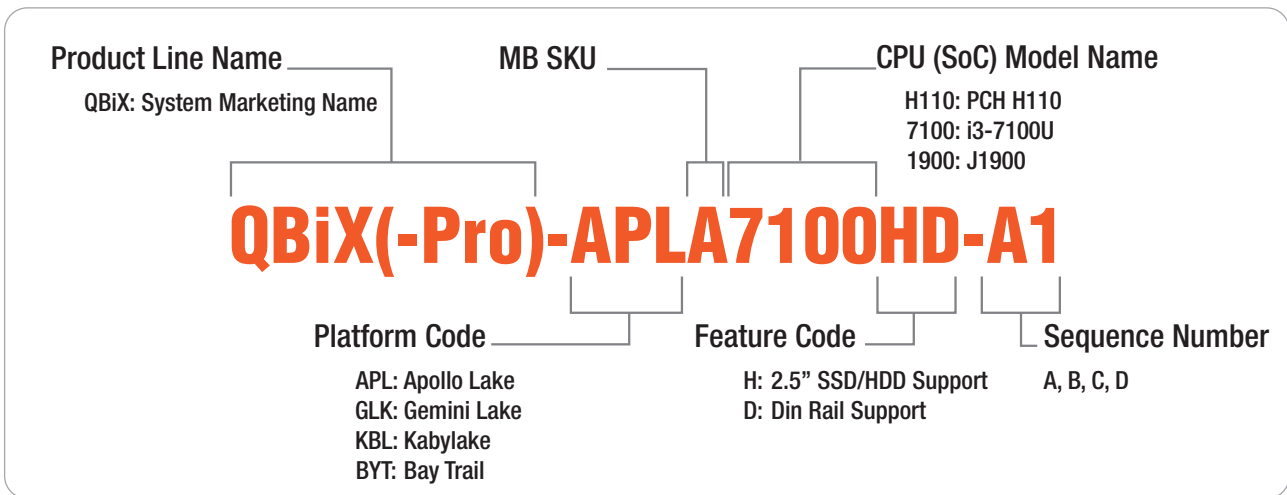 Product Line Name
QBiX: System Marketing Name
MB SKU
CPU (SoC) Model Name
H110: PCH H110
7100: i3-7100U
1900: J1900
QBiX(-Pro)-APLA7100HD-A1
Platform Code
APL: Apollo Lake
GLK: Gemini Lake
KBL: Kabylake
BYT: Bay Trail
Feature Code
H: 2.5” SSD/HDD Support
D: Din Rail Support
Sequence Number
A, B, C, D